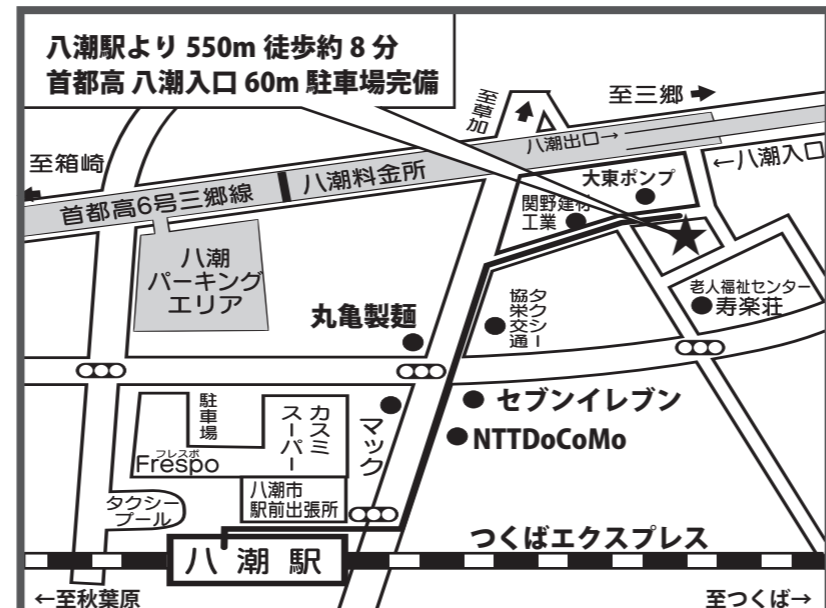 八潮駅より 550m 徒歩約 8 分
首都高 八潮入口 60m 駐車場完備
至草加
至三郷
八潮出口→
←八潮入口
至箱崎
首都高6号三郷線
八潮料金所
大東ポンプ
関野建材
工業
八潮
パーキング
エリア
老人福祉センター
寿楽荘
丸亀製麺
協栄交通
タクシー
駐車場
カスミ
スーパー
マック
セブンイレブン
NTTDoCoMo
フレスポ
Frespo
八潮市
駅前出張所
タクシー
プール
八 潮 駅
つくばエクスプレス
←至秋葉原
至つくば→